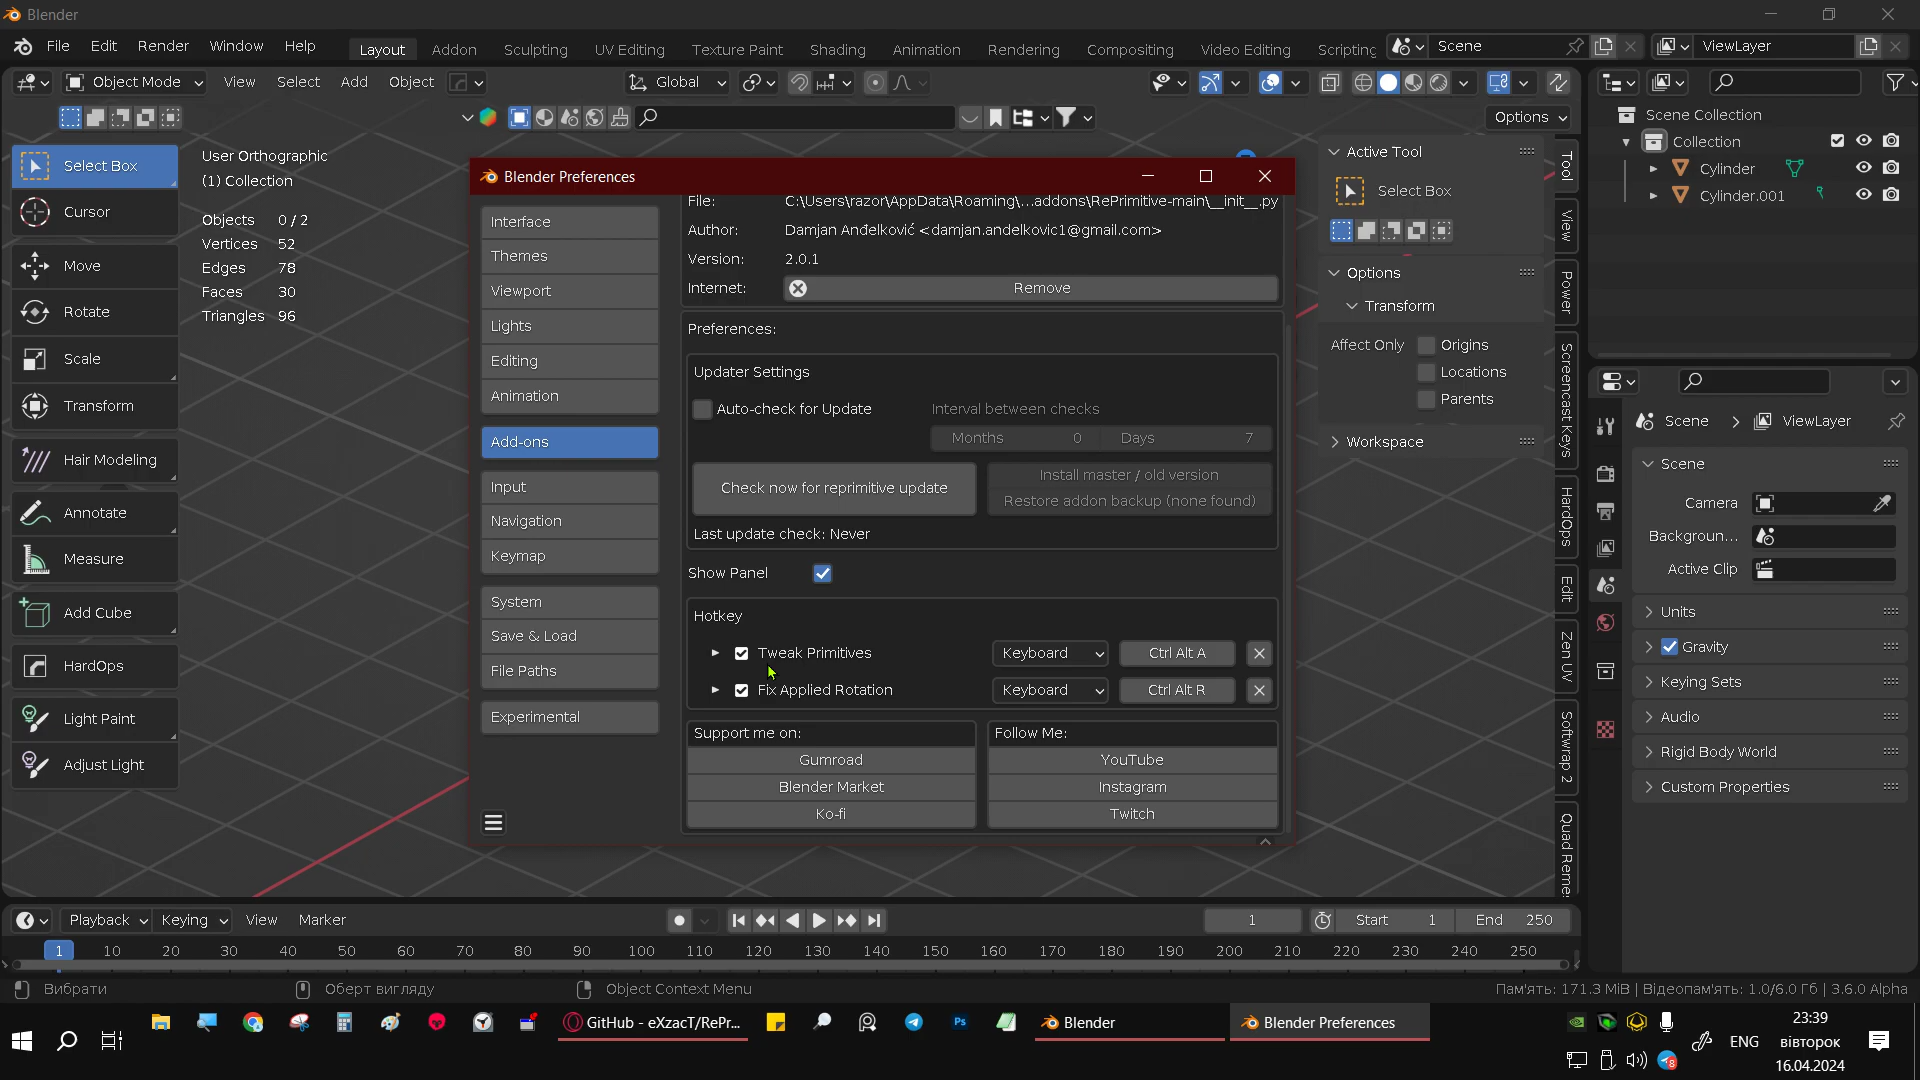 Blender
File Edit Render Window Help Layout Addon Sculpting UV Editing Texture Paint Shading Animation Rendering Compositing Video Editing Scripting Scene ViewLayer
Object Mode View Select Add Object Global
Options
Select Box
Cursor
Move
Rotate
Scale
Transform
Hair Modeling
Annotate
Measure
Add Cube
HardOps
Light Paint
Adjust Light
User Orthographic
(1) Collection
Objects 0 / 2
Vertices 52
Edges 78
Faces 30
Triangles 96
Blender Preferences
Interface
Themes
Viewport
Lights
Editing
Animation
Add-ons
Input
Navigation
Keymap
System
Save & Load
File Paths
Experimental
File: C:\Users\razor\AppData\Roaming\...addons\RePrimitive-main\__init__.py
Author: Damjan Anđelković <damjan.andelkovic1@gmail.com>
Version: 2.0.1
Internet: Remove
Preferences:
Updater Settings
Auto-check for Update Interval between checks
Months 0 Days 7
Check now for reprimitive update
Install master / old version
Restore addon backup (none found)
Last update check: Never
Show Panel
Hotkey
Tweak Primitives Keyboard Ctrl Alt A
Fix Applied Rotation Keyboard Ctrl Alt R
Support me on: Follow Me:
Gumroad YouTube
Blender Market Instagram
Ko-fi Twitch
Active Tool
Select Box
Options
Transform
Affect Only Origins
Locations
Parents
Workspace
Tool
View
Power
Screencast Keys
HardOps
Edit
Zen UV
Softwrap 2
Quad Reme
Scene Collection
Collection
Cylinder
Cylinder.001
Scene ViewLayer
Scene
Camera
Backgroun...
Active Clip
Units
Gravity
Keying Sets
Audio
Rigid Body World
Custom Properties
Playback Keying View Marker 1 Start 1 End 250
1 10 20 30 40 50 60 70 80 90 100 110 120 130 140 150 160 170 180 190 200 210 220 230 240 250
Вибрати Оберт вигляду Object Context Menu Пам'ять: 171.3 MiB | Відеопам'ять: 1.0/6.0 Гб | 3.6.0 Alpha
GitHub - eXzacT/RePr... Ps Blender Blender Preferences
ENG
23:39
вівторок
16.04.2024
8